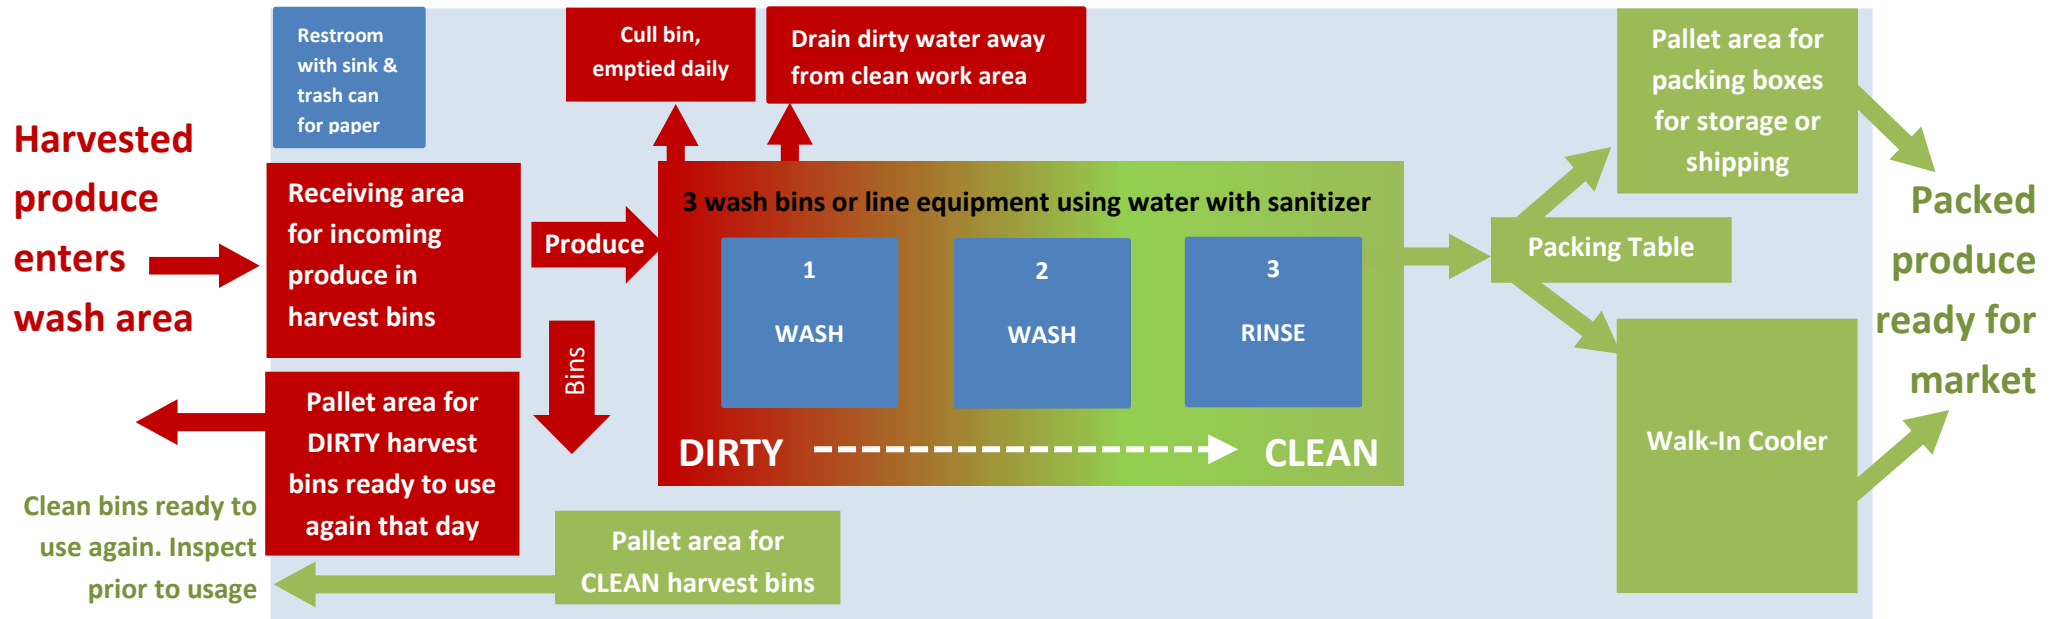 Harvested
produce
enters
wash area
Restroom
with sink &
trash can
for paper
Receiving area
for incoming
produce in
harvest bins
Pallet area for
DIRTY harvest
bins ready to use
again that day
Clean bins ready to
use again. Inspect
prior to usage
Produce
Bins
Pallet area for
CLEAN harvest bins
Cull bin,
emptied daily
Drain dirty water away
from clean work area
3 wash bins or line equipment using water with sanitizer
1
WASH
2
WASH
3
RINSE
DIRTY
CLEAN
Packing Table
Pallet area for
packing boxes
for storage or
shipping
Walk-In Cooler
Packed
produce
ready for
market